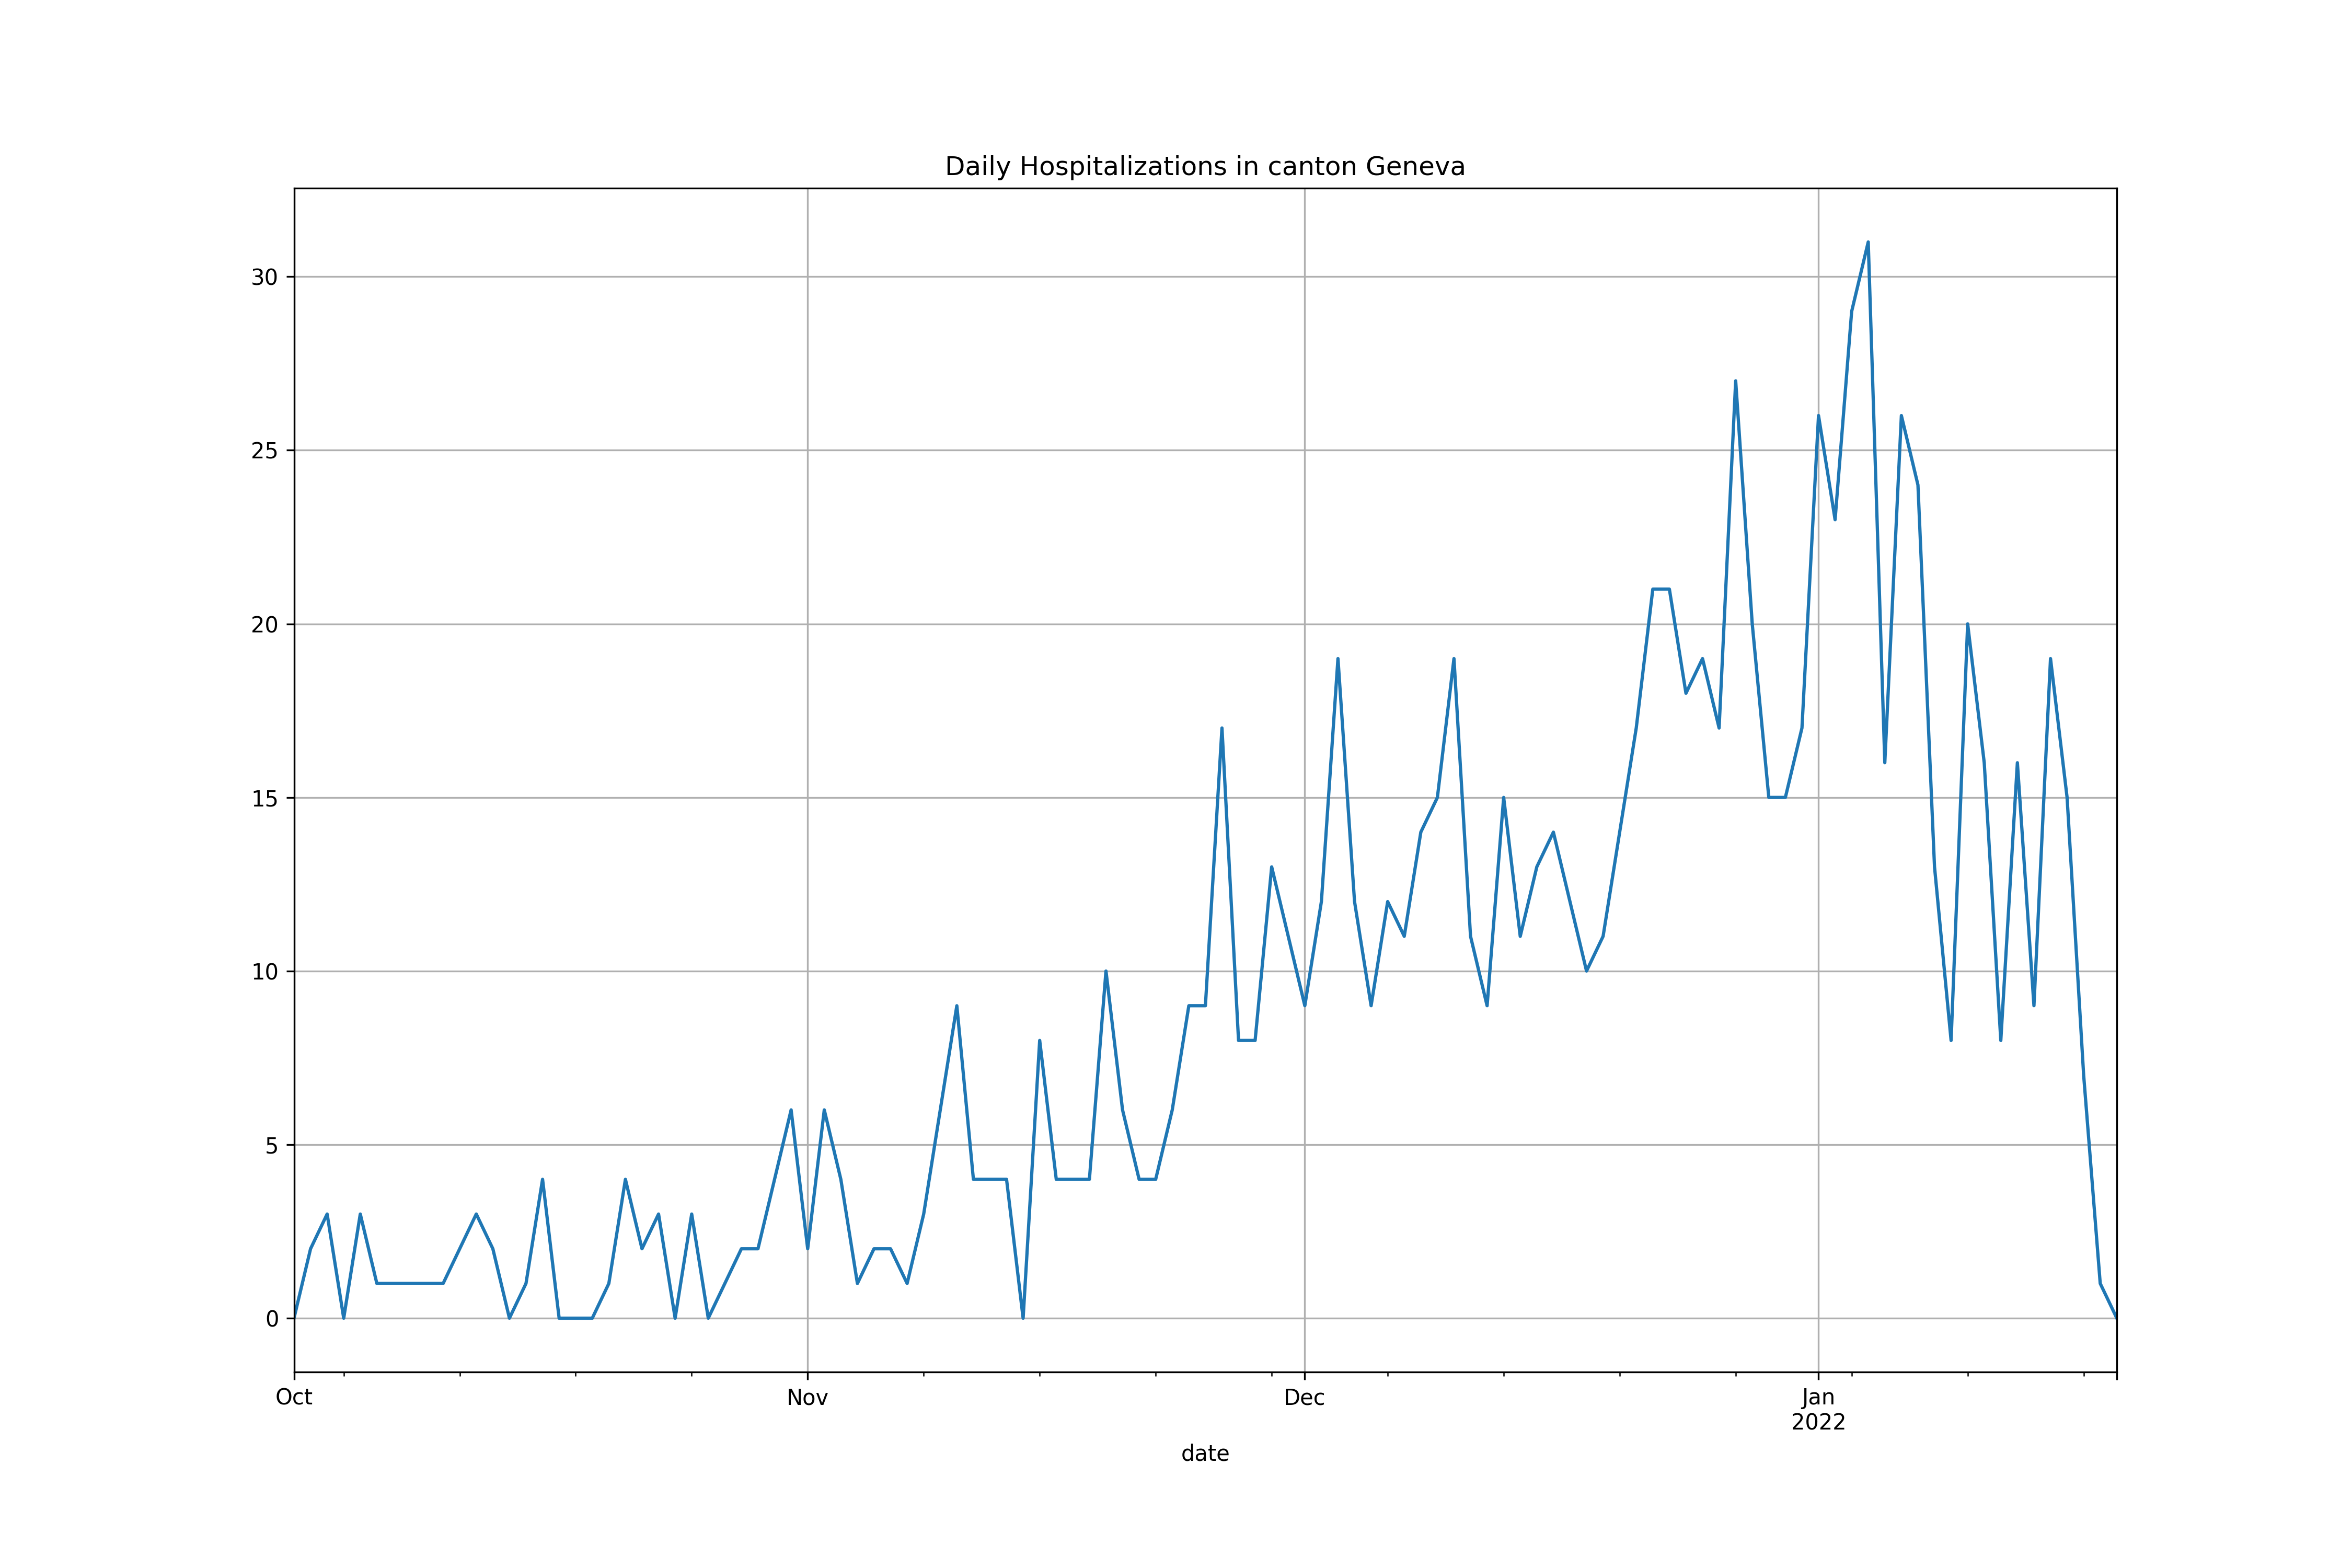 Daily Hospitalizations in canton Geneva
30
25
20
15
10
5
0
Oct
Nov
Dec
Jan
2022
date